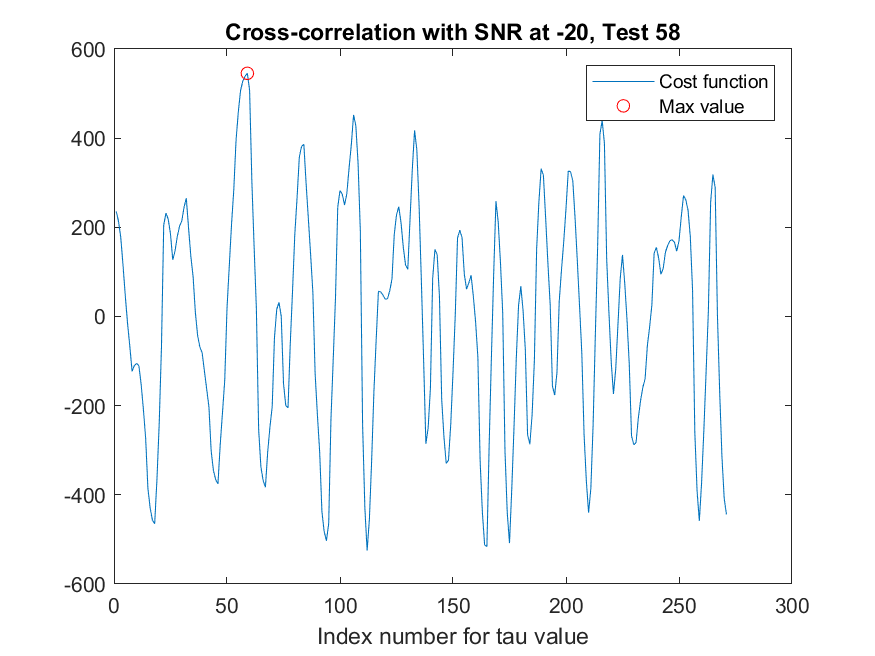 Cross-correlation with SNR at -20, Test 58
600
400
200
0
-200
-400
-600
Cost function
Max value
0 50 100 150 200 250 300
Index number for tau value